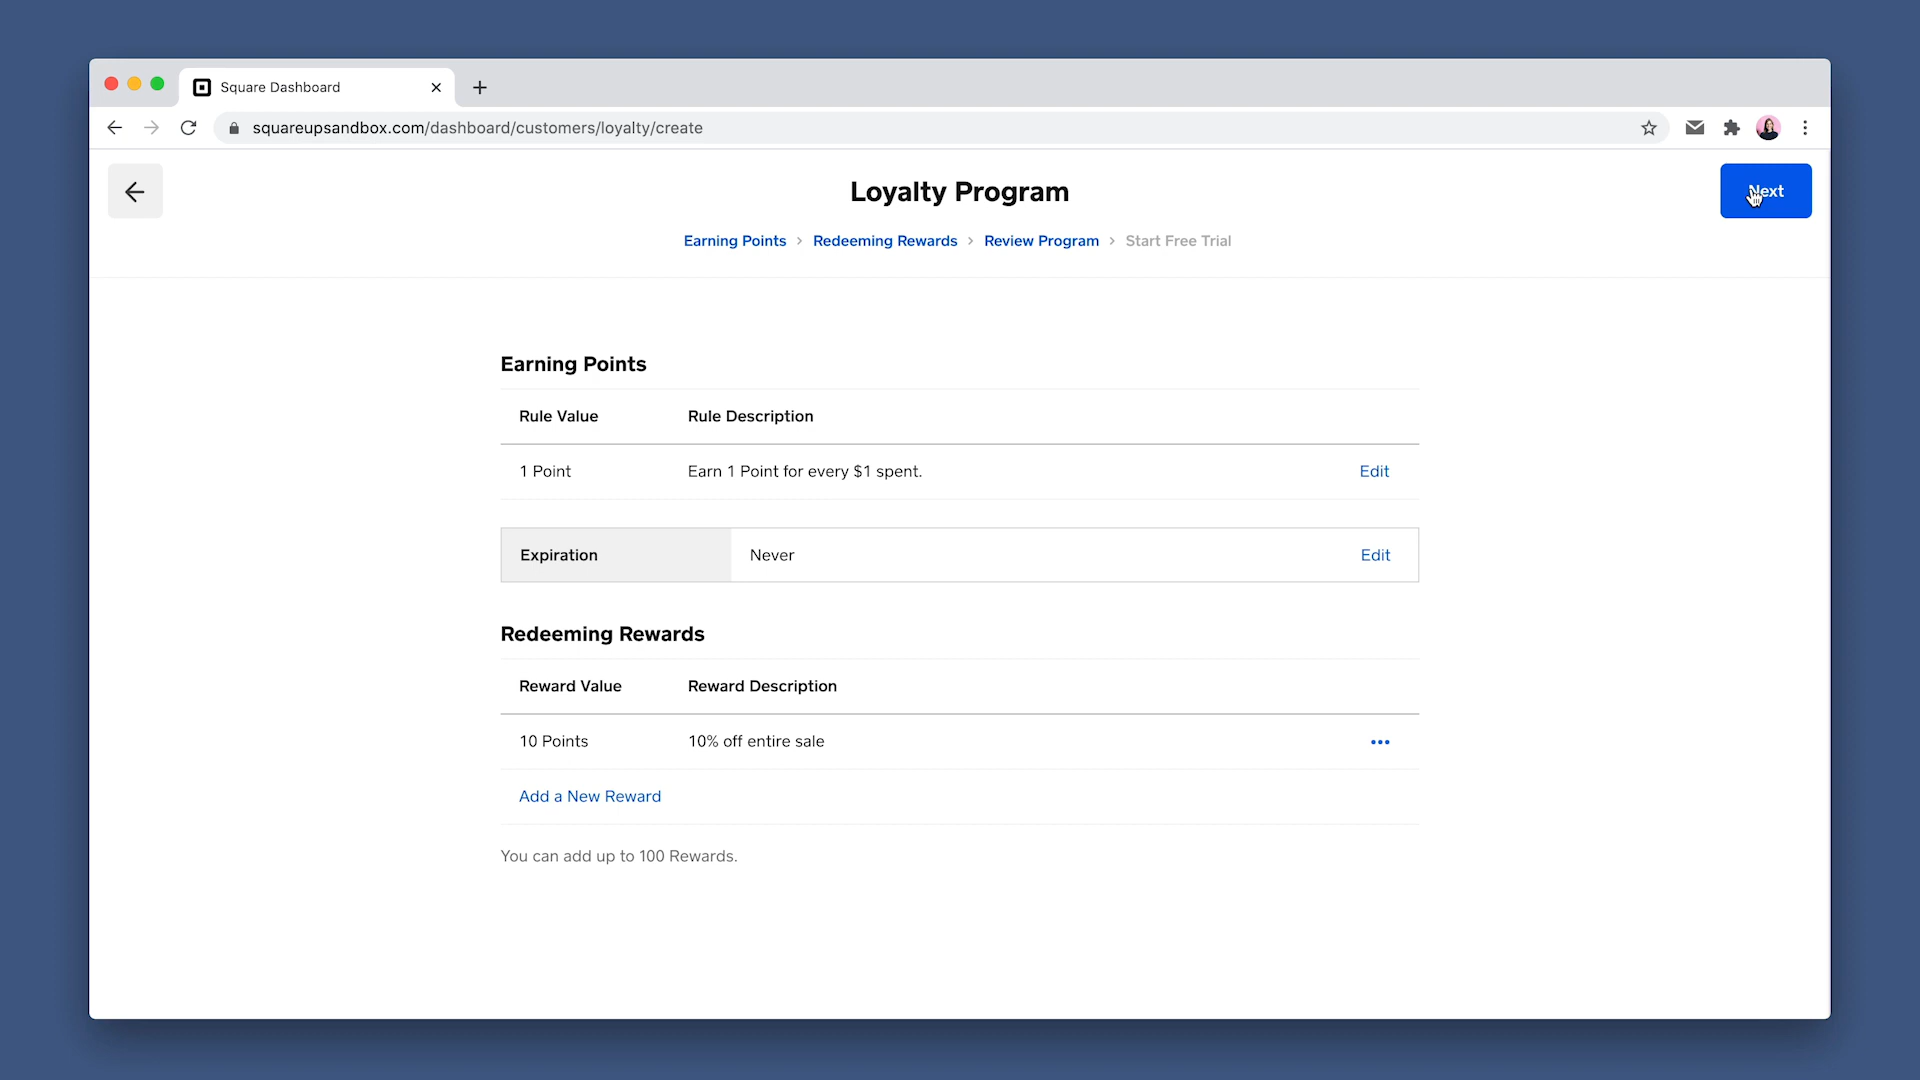 Square Dashboard
squareupsandbox.com/dashboard/customers/loyalty/create
Loyalty Program
Next
Earning Points > Redeeming Rewards > Review Program > Start Free Trial
Earning Points
Rule Value Rule Description
1 Point Earn 1 Point for every $1 spent. Edit
Expiration Never Edit
Redeeming Rewards
Reward Value Reward Description
10 Points 10% off entire sale
Add a New Reward
You can add up to 100 Rewards.